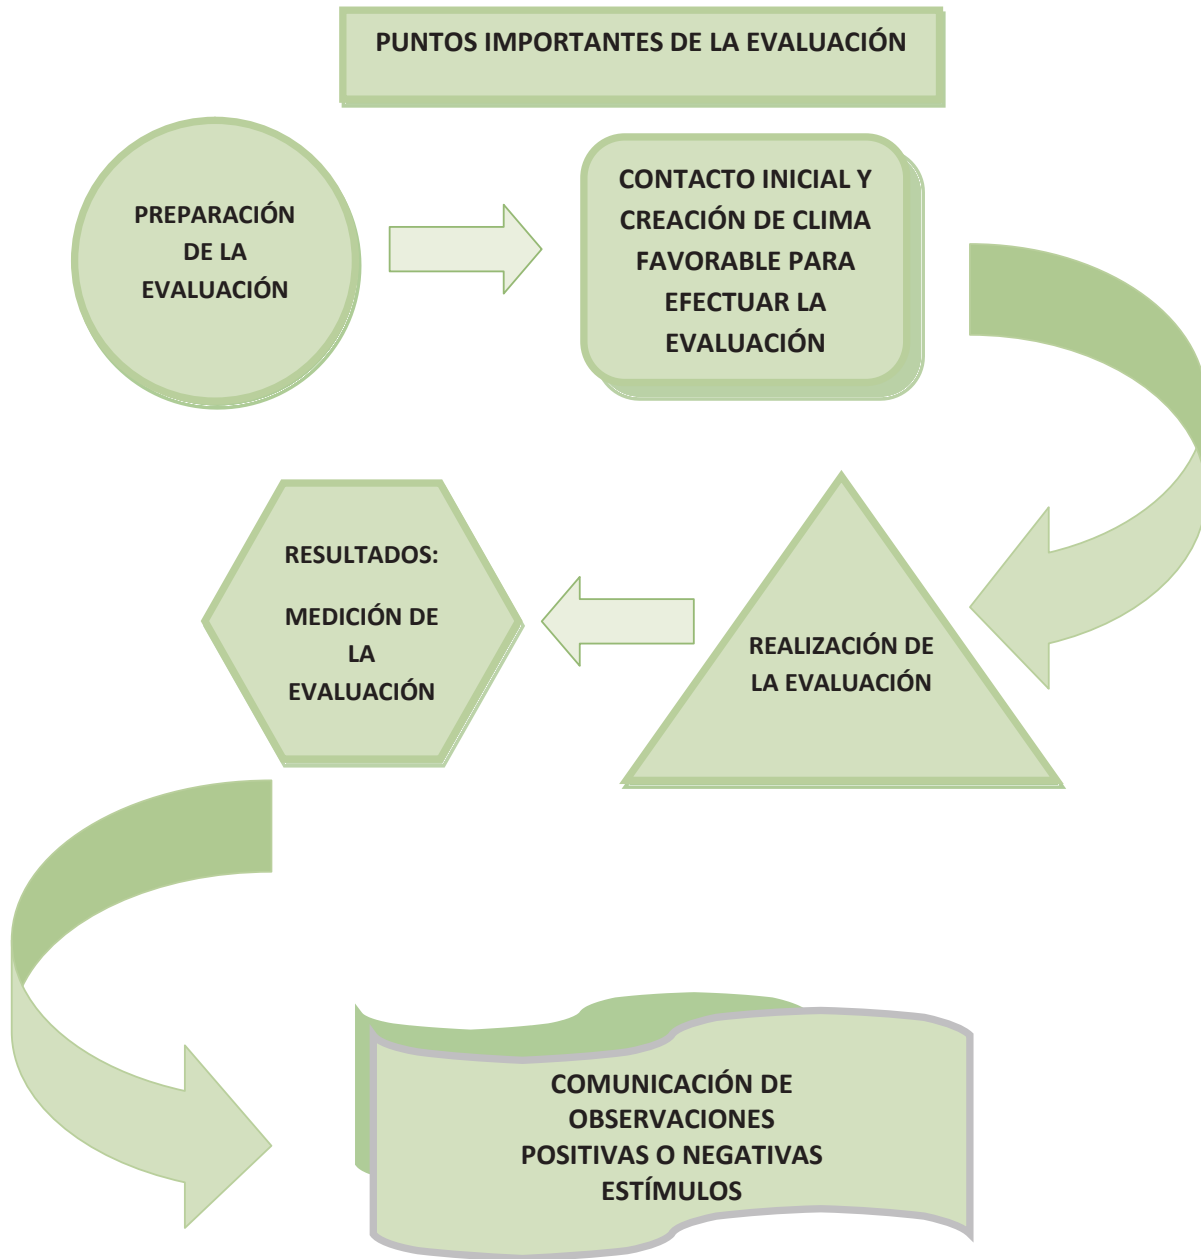 PUNTOS IMPORTANTES DE LA EVALUACIÓN
PREPARACIÓN
DE LA
EVALUACIÓN
CONTACTO INICIAL Y
CREACIÓN DE CLIMA
FAVORABLE PARA
EFECTUAR LA
EVALUACIÓN
REALIZACIÓN DE
LA EVALUACIÓN
RESULTADOS:
MEDICIÓN DE
LA
EVALUACIÓN
COMUNICACIÓN DE
OBSERVACIONES
POSITIVAS O NEGATIVAS
ESTÍMULOS